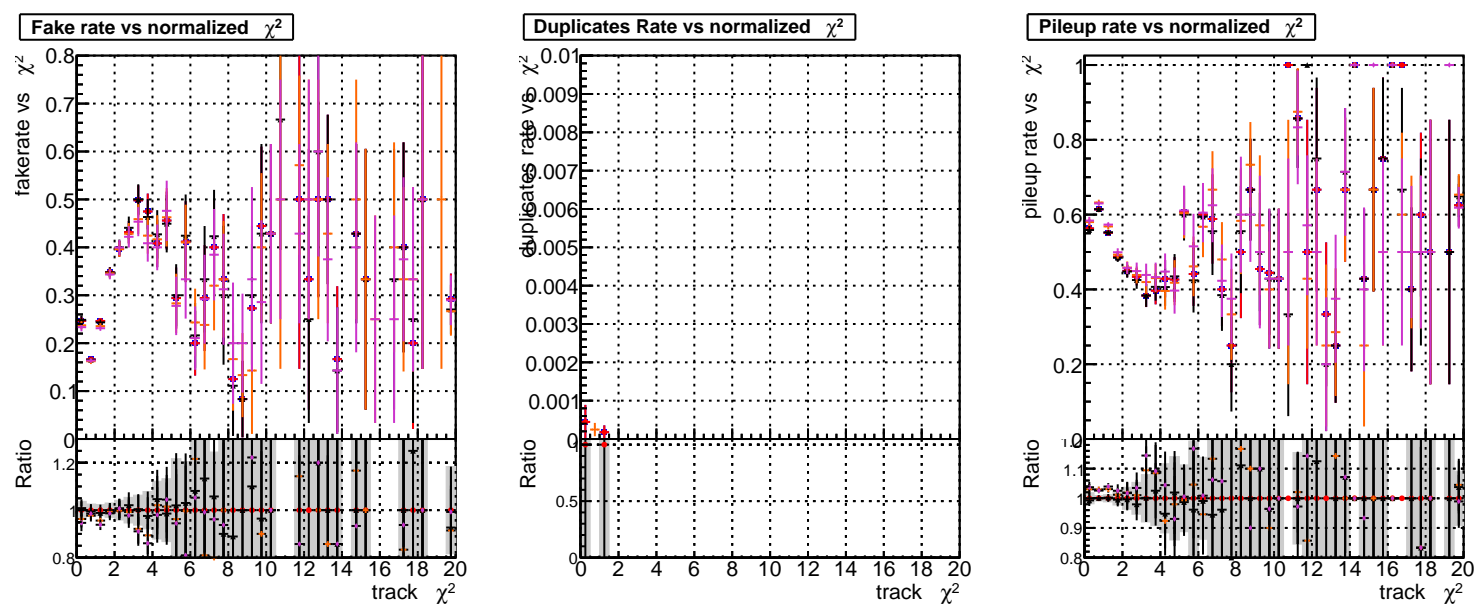 Fake rate vs normalized χ²
fakerate vs χ²
0.8
0.7
0.6
0.5
0.4
0.3
0.2
0.1
0
Ratio
1.2
1
0.8
0 2 4 6 8 10 12 14 16 18 20
track χ²
Duplicates Rate vs normalized χ²
duplicates rate vs χ²
0.01
0.009
0.008
0.007
0.006
0.005
0.004
0.003
0.002
0.001
0
Ratio
0.5
0
0 2 4 6 8 10 12 14 16 18 20
track χ²
Pileup rate vs normalized χ²
pileup rate vs χ²
1
0.8
0.6
0.4
0.2
Ratio
1.1
1
0.9
0.8
0 2 4 6 8 10 12 14 16 18 20
track χ²